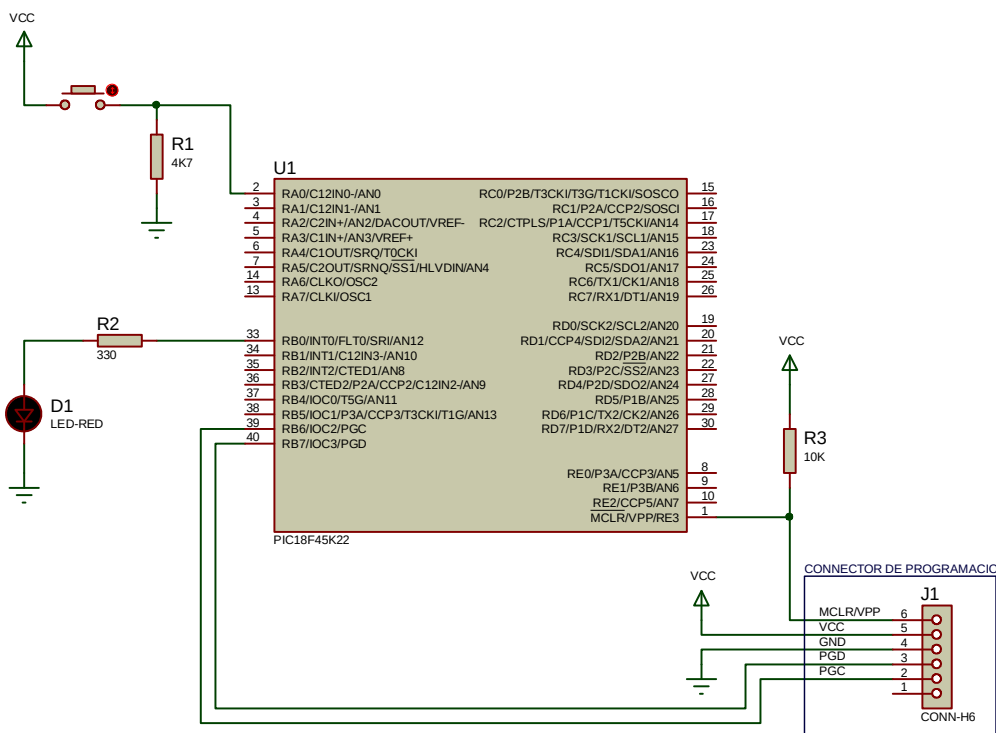 VCC
R1
4K7
U1
2 RA0/C12IN0-/AN0
3 RA1/C12IN1-/AN1
4 RA2/C2IN+/AN2/DACOUT/VREF-
5 RA3/C1IN+/AN3/VREF+
6 RA4/C1OUT/SRQ/T0CKI
7 RA5/C2OUT/SRNQ/SS1/HLVDIN/AN4
14 RA6/CLKO/OSC2
13 RA7/CLKI/OSC1
33 RB0/INT0/FLT0/SRI/AN12
34 RB1/INT1/C12IN3-/AN10
35 RB2/INT2/CTED1/AN8
36 RB3/CTED2/P2A/CCP2/C12IN2-/AN9
37 RB4/IOC0/T5G/AN11
38 RB5/IOC1/P3A/CCP3/T3CKI/T1G/AN13
39 RB6/IOC2/PGC
40 RB7/IOC3/PGD
RC0/P2B/T3CKI/T3G/T1CKI/SOSCO 15
RC1/P2A/CCP2/SOSCI 16
RC2/CTPLS/P1A/CCP1/T5CKI/AN14 17
RC3/SCK1/SCL1/AN15 18
RC4/SDI1/SDA1/AN16 23
RC5/SDO1/AN17 24
RC6/TX1/CK1/AN18 25
RC7/RX1/DT1/AN19 26
RD0/SCK2/SCL2/AN20 19
RD1/CCP4/SDI2/SDA2/AN21 20
RD2/P2B/AN22 21
RD3/P2C/SS2/AN23 22
RD4/P2D/SDO2/AN24 27
RD5/P1B/AN25 28
RD6/P1C/TX2/CK2/AN26 29
RD7/P1D/RX2/DT2/AN27 30
RE0/P3A/CCP3/AN5 8
RE1/P3B/AN6 9
RE2/CCP5/AN7 10
MCLR/VPP/RE3 1
PIC18F45K22
R2
330
D1
LED-RED
VCC
R3
10K
VCC
CONNECTOR DE PROGRAMACIO
J1
MCLR/VPP 6
VCC 5
GND 4
PGD 3
PGC 2
1
CONN-H6